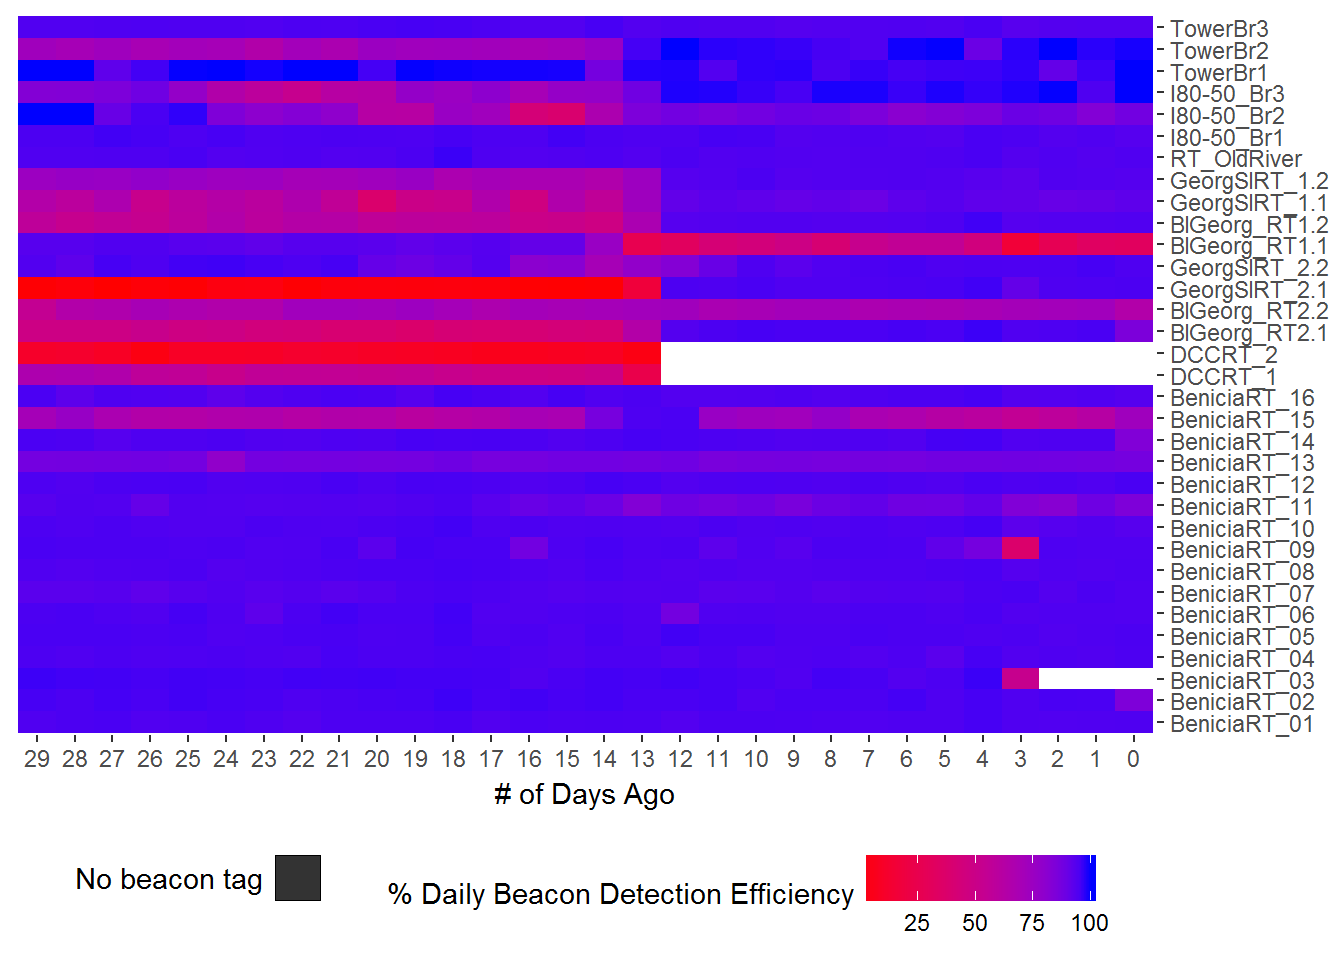 TowerBr3
TowerBr2
TowerBr1
I80-50_Br3
I80-50_Br2
I80-50_Br1
RT_OldRiver
GeorgSlRT_1.2
GeorgSlRT_1.1
BlGeorg_RT1.2
BlGeorg_RT1.1
GeorgSlRT_2.2
GeorgSlRT_2.1
BlGeorg_RT2.2
BlGeorg_RT2.1
DCCRT_2
DCCRT_1
BeniciaRT_16
BeniciaRT_15
BeniciaRT_14
BeniciaRT_13
BeniciaRT_12
BeniciaRT_11
BeniciaRT_10
BeniciaRT_09
BeniciaRT_08
BeniciaRT_07
BeniciaRT_06
BeniciaRT_05
BeniciaRT_04
BeniciaRT_03
BeniciaRT_02
BeniciaRT_01
29 28 27 26 25 24 23 22 21 20 19 18 17 16 15 14 13 12 11 10 9 8 7 6 5 4 3 2 1 0
# of Days Ago
No beacon tag
% Daily Beacon Detection Efficiency
25 50 75 100